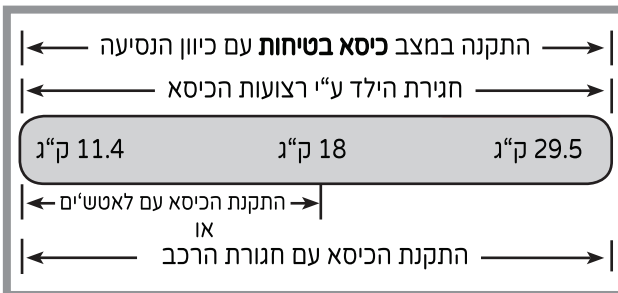 התקנה במצב כיסא בטיחות עם כיוון הנסיעה
חגירת הילד ע"י רצועות הכיסא
11.4 ק"ג 18 ק"ג 29.5 ק"ג
התקנת הכיסא עם לאטש'ים
או
התקנת הכיסא עם חגורת הרכב